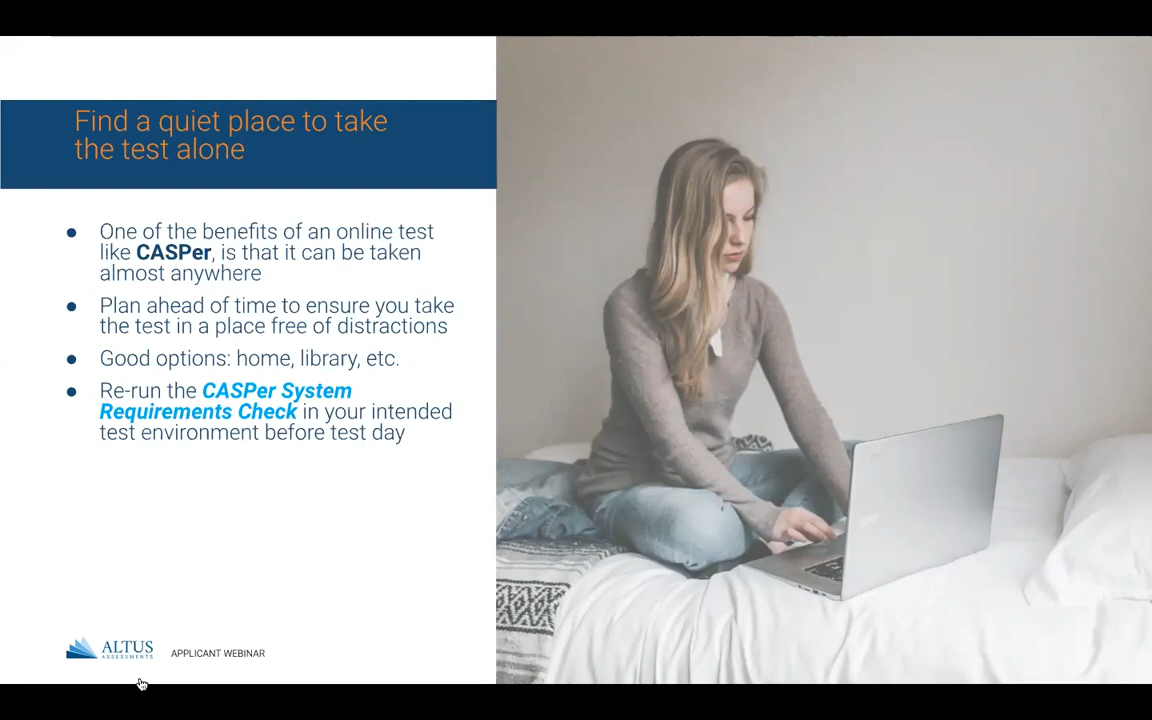 Find a quiet place to take
the test alone
● One of the benefits of an online test
like CASPer, is that it can be taken
almost anywhere
● Plan ahead of time to ensure you take
the test in a place free of distractions
● Good options: home, library, etc.
● Re-run the CASPer System
Requirements Check in your intended
test environment before test day
ALTUS
ASSESSMENTS
APPLICANT WEBINAR